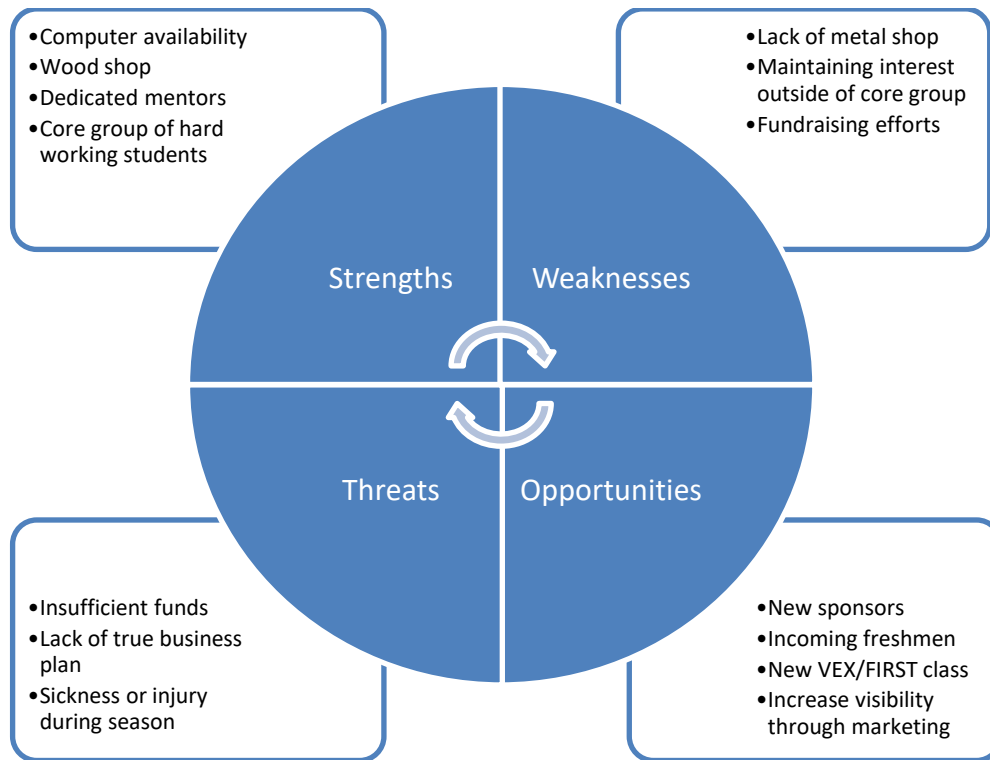 •Computer availability
•Wood shop
•Dedicated mentors
•Core group of hard
working students
•Lack of metal shop
•Maintaining interest
outside of core group
•Fundraising efforts
Strengths
Weaknesses
Threats
Opportunities
•Insufficient funds
•Lack of true business
plan
•Sickness or injury
during season
•New sponsors
•Incoming freshmen
•New VEX/FIRST class
•Increase visibility
through marketing